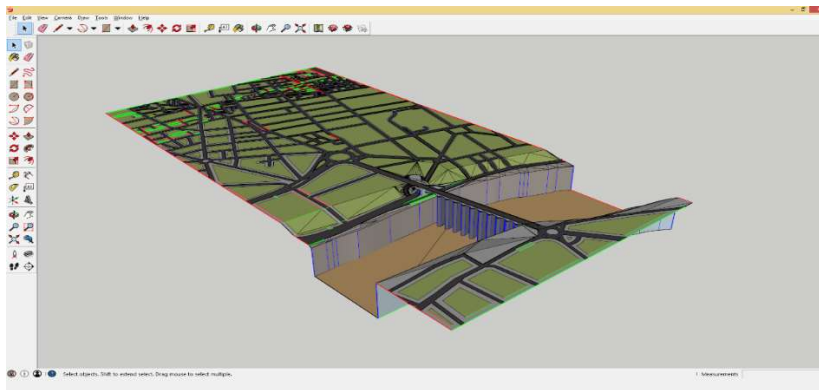 File Edit View Camera Draw Tools Window Help
Select objects. Shift to extend select. Drag mouse to select multiple.
Measurements